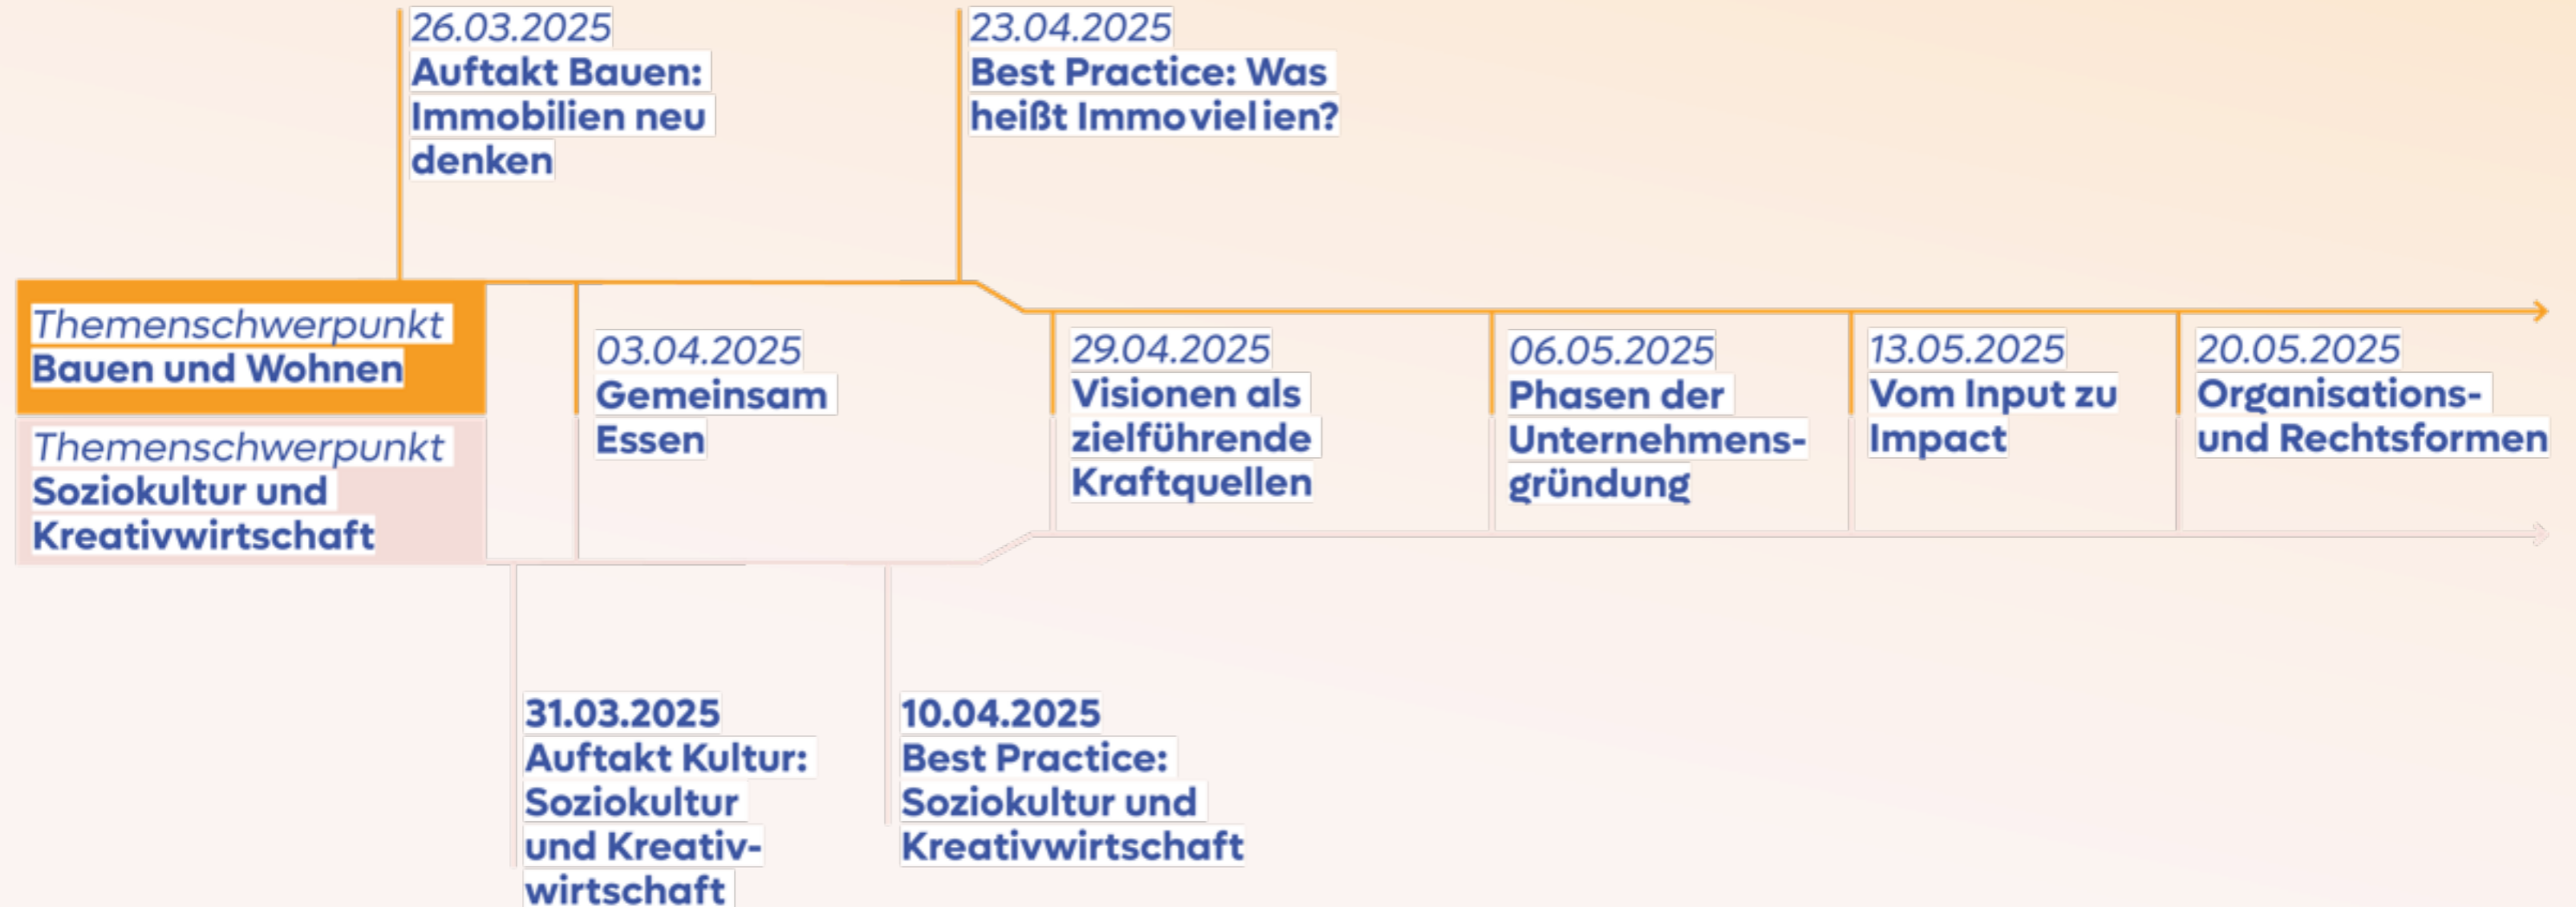 26.03.2025
Auftakt Bauen:
Immobilien neu
denken
23.04.2025
Best Practice: Was
heißt Immovielien?
Themenschwerpunkt
Bauen und Wohnen
Themenschwerpunkt
Soziokultur und
Kreativwirtschaft
03.04.2025
Gemeinsam
Essen
29.04.2025
Visionen als
zielführende
Kraftquellen
06.05.2025
Phasen der
Unternehmens-
gründung
13.05.2025
Vom Input zu
Impact
20.05.2025
Organisations-
und Rechtsformen
31.03.2025
Auftakt Kultur:
Soziokultur
und Kreativ-
wirtschaft
10.04.2025
Best Practice:
Soziokultur und
Kreativwirtschaft